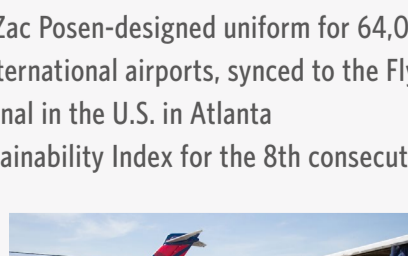 Zac Posen-designed uniform for 64,0
ternational airports, synced to the Fly
nal in the U.S. in Atlanta
ainability Index for the 8th consecut